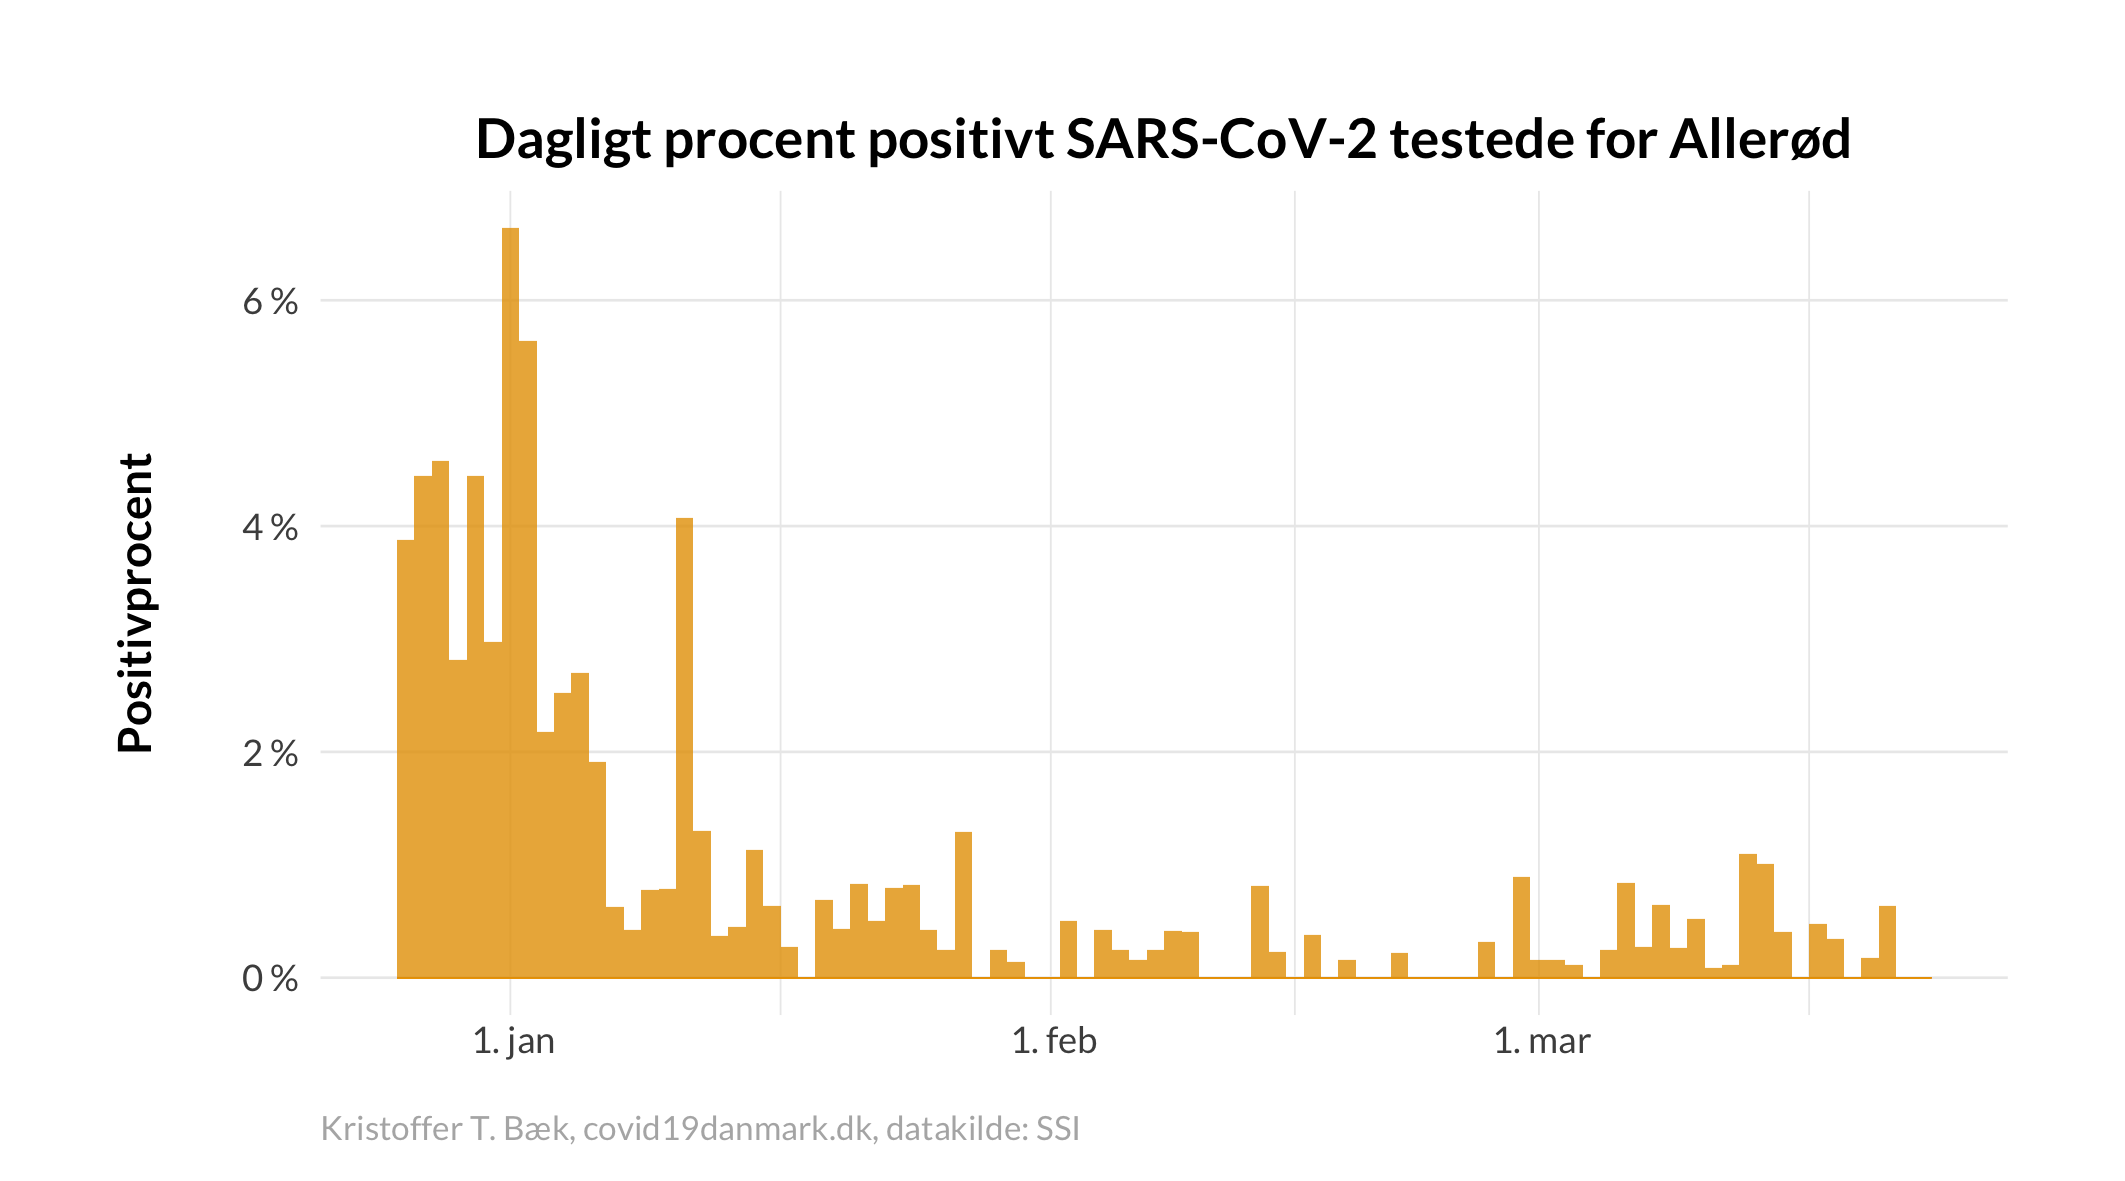 Dagligt procent positivt SARS-CoV-2 testede for Allerød
Positivprocent
6 %
4 %
2 %
0 %
1. jan
1. feb
1. mar
Kristoffer T. Bæk, covid19danmark.dk, datakilde: SSI